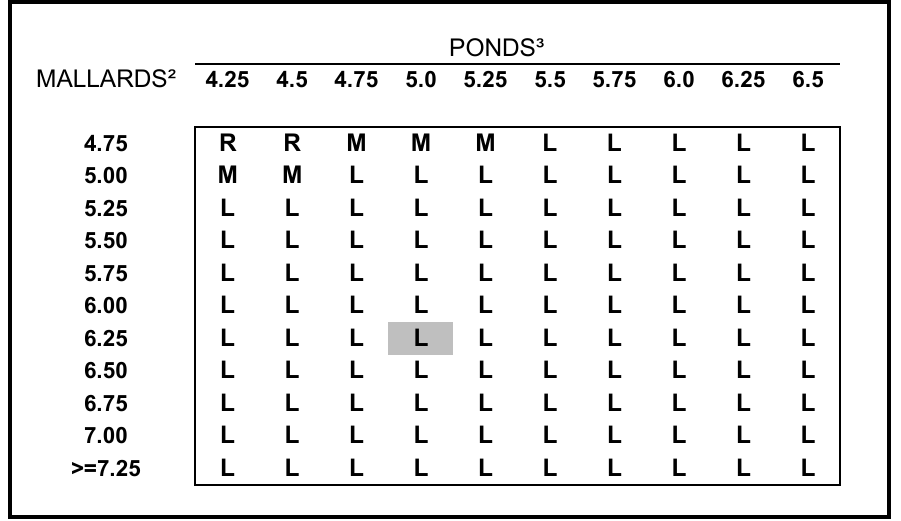 PONDS³
MALLARDS² 4.25 4.5 4.75 5.0 5.25 5.5 5.75 6.0 6.25 6.5
4.75 R R M M M L L L L L
5.00 M M L L L L L L L L
5.25 L L L L L L L L L L
5.50 L L L L L L L L L L
5.75 L L L L L L L L L L
6.00 L L L L L L L L L L
6.25 L L L L L L L L L L
6.50 L L L L L L L L L L
6.75 L L L L L L L L L L
7.00 L L L L L L L L L L
>=7.25 L L L L L L L L L L